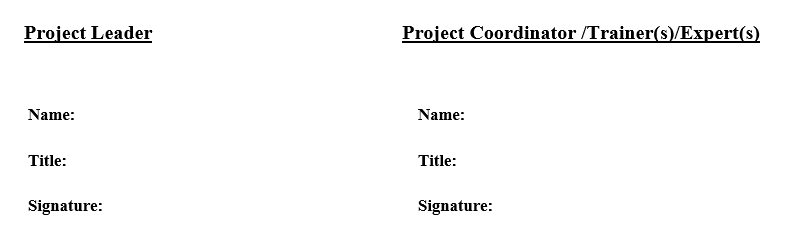 Project Leader
Project Coordinator /Trainer(s)/Expert(s)
Name:
Name:
Title:
Title:
Signature:
Signature: